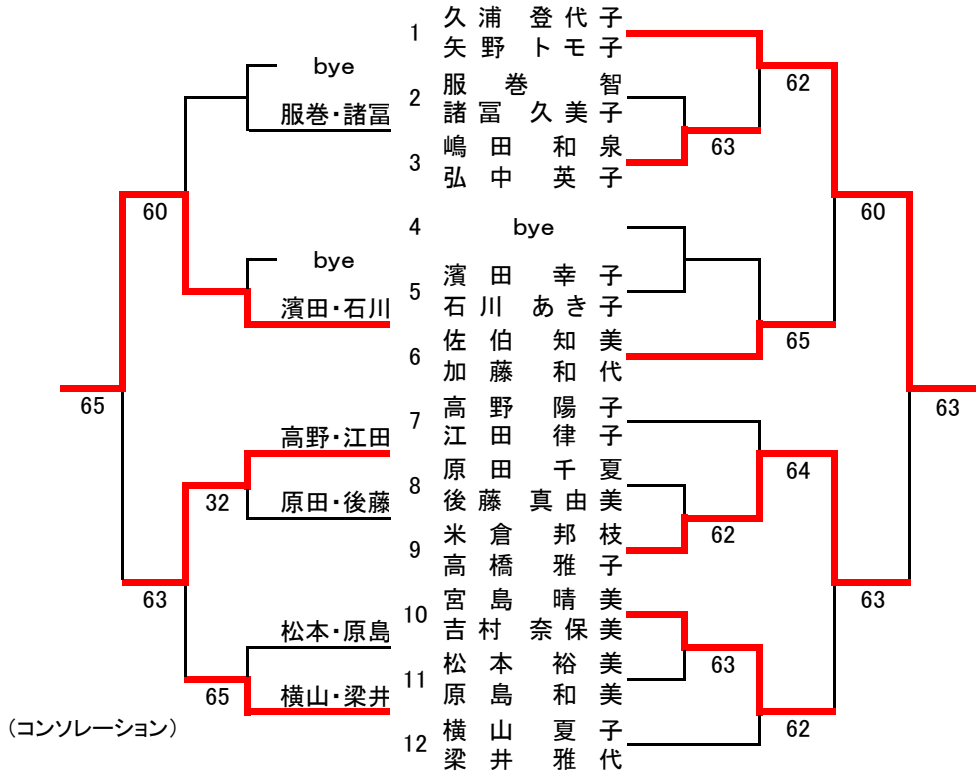 1
久浦 登代子
矢野 トモ子
bye
服巻・諸冨
2
服巻 智
諸冨 久美子
3
嶋田 和泉
弘中 英子
62
63
60
4
bye
60
bye
濱田・石川
5
濱田 幸子
石川 あき子
6
佐伯 知美
加藤 和代
65
65
63
高野・江田
32
原田・後藤
7
高野 陽子
江田 律子
8
原田 千夏
後藤 真由美
9
米倉 邦枝
高橋 雅子
64
62
63
63
松本・原島
65
横山・梁井
10
宮島 晴美
吉村 奈保美
11
松本 裕美
原島 和美
12
横山 夏子
梁井 雅代
63
62
(コンソレーション)